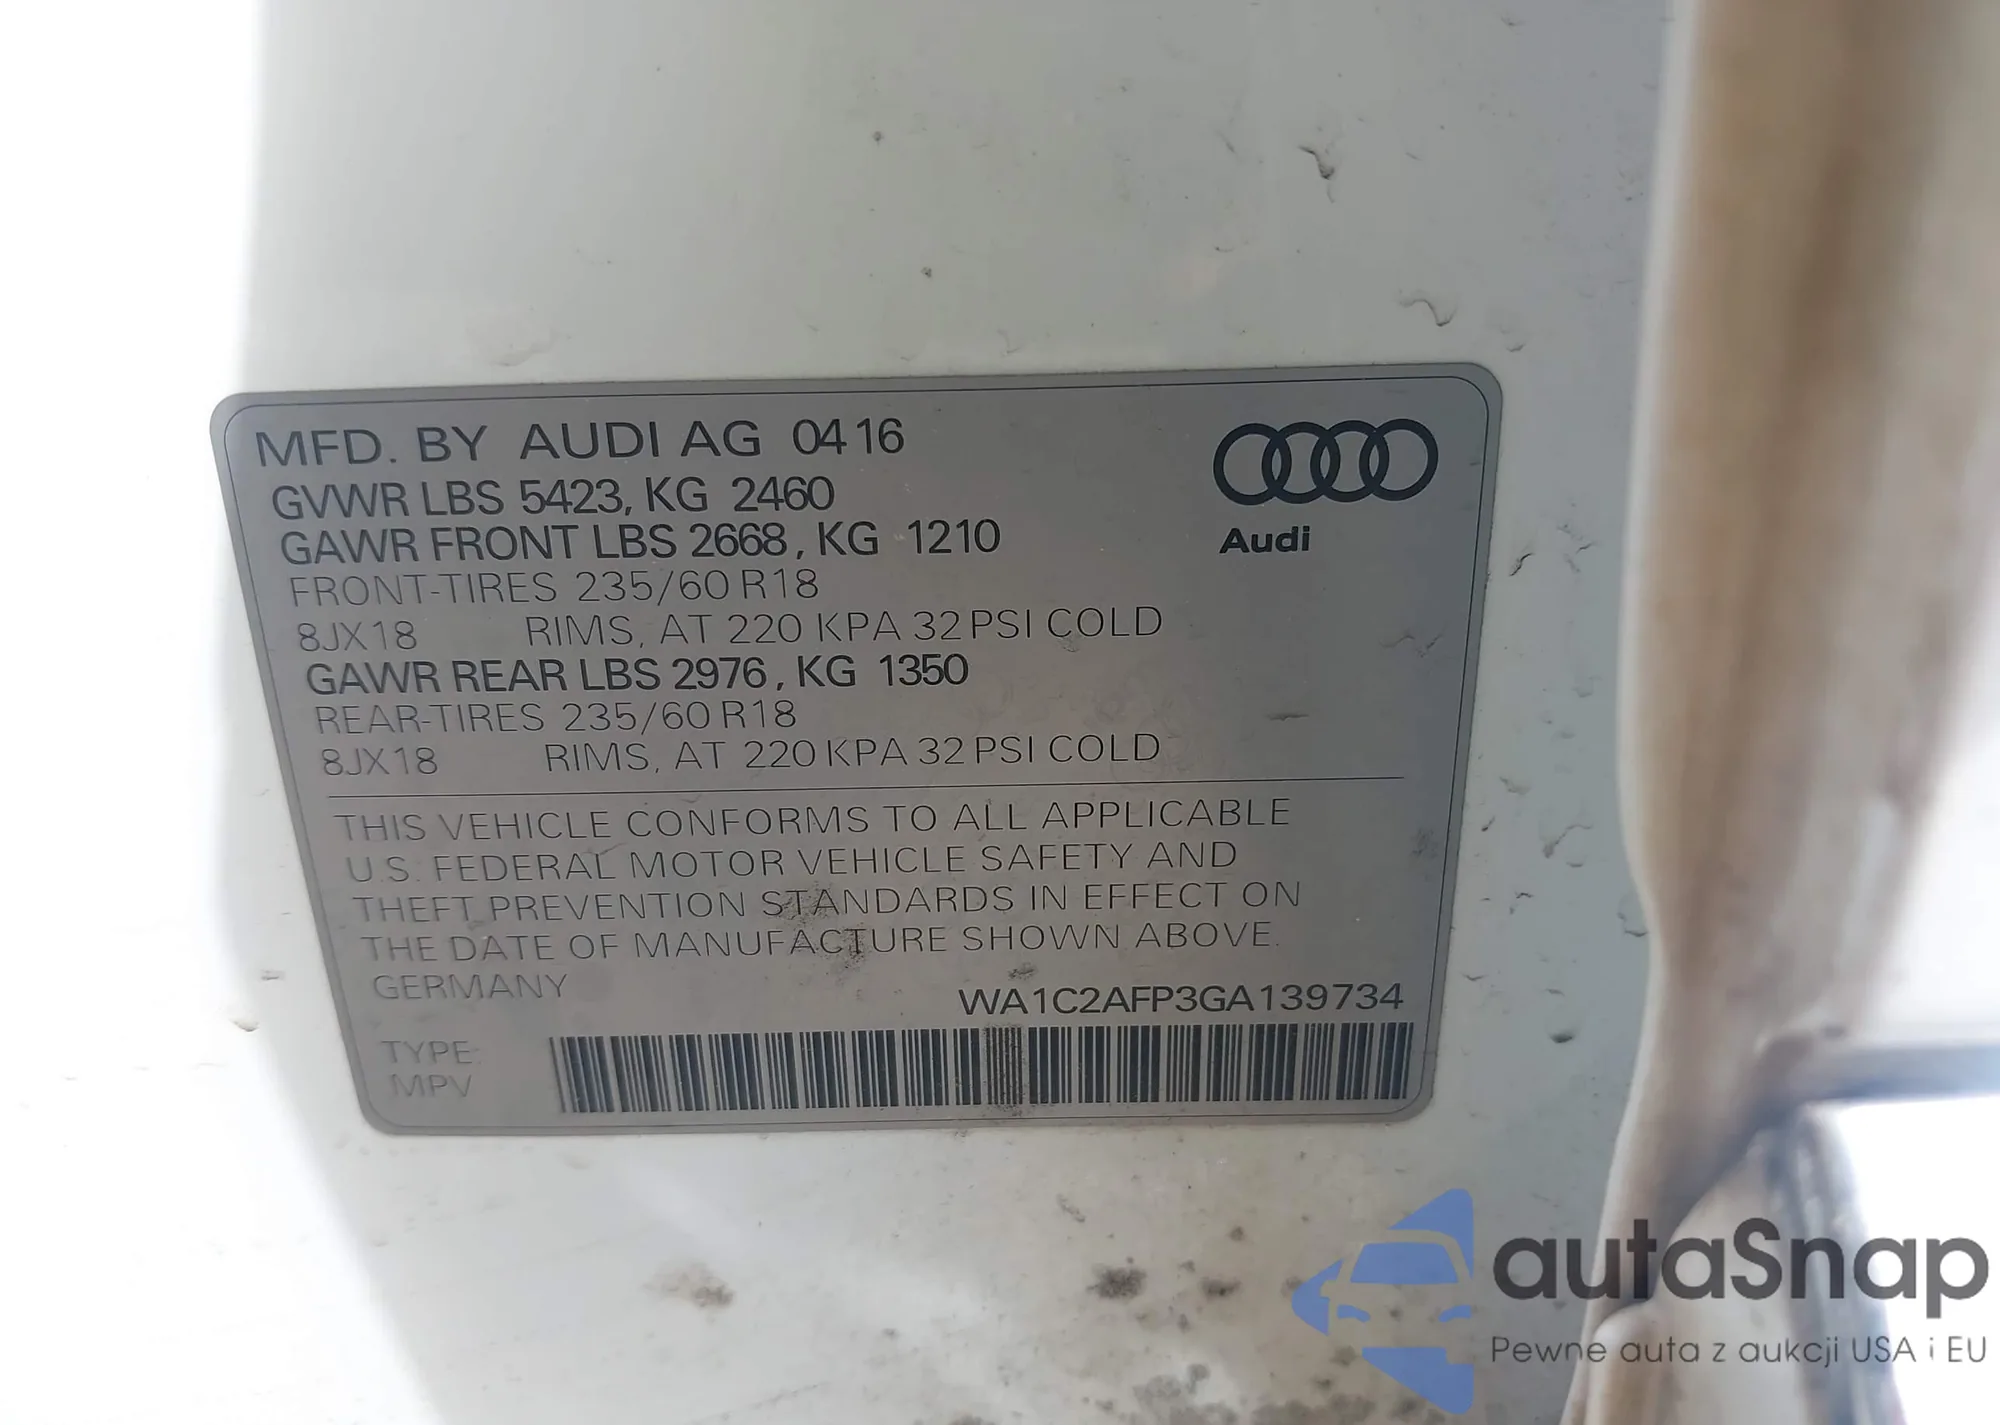 MFD. BY AUDI AG 04 16
GVWR LBS 5423, KG 2460
GAWR FRONT LBS 2668, KG 1210
FRONT-TIRES 235/60 R18
8JX18 RIMS, AT 220 KPA 32 PSI COLD
GAWR REAR LBS 2976, KG 1350
REAR-TIRES 235/60 R18
8JX18 RIMS, AT 220 KPA 32 PSI COLD
Audi
THIS VEHICLE CONFORMS TO ALL APPLICABLE
U.S. FEDERAL MOTOR VEHICLE SAFETY AND
THEFT PREVENTION STANDARDS IN EFFECT ON
THE DATE OF MANUFACTURE SHOWN ABOVE.
GERMANY
WA1C2AFP3GA139734
TYPE:
MPV
autaSnap
Pewne auta z aukcji USA i EU